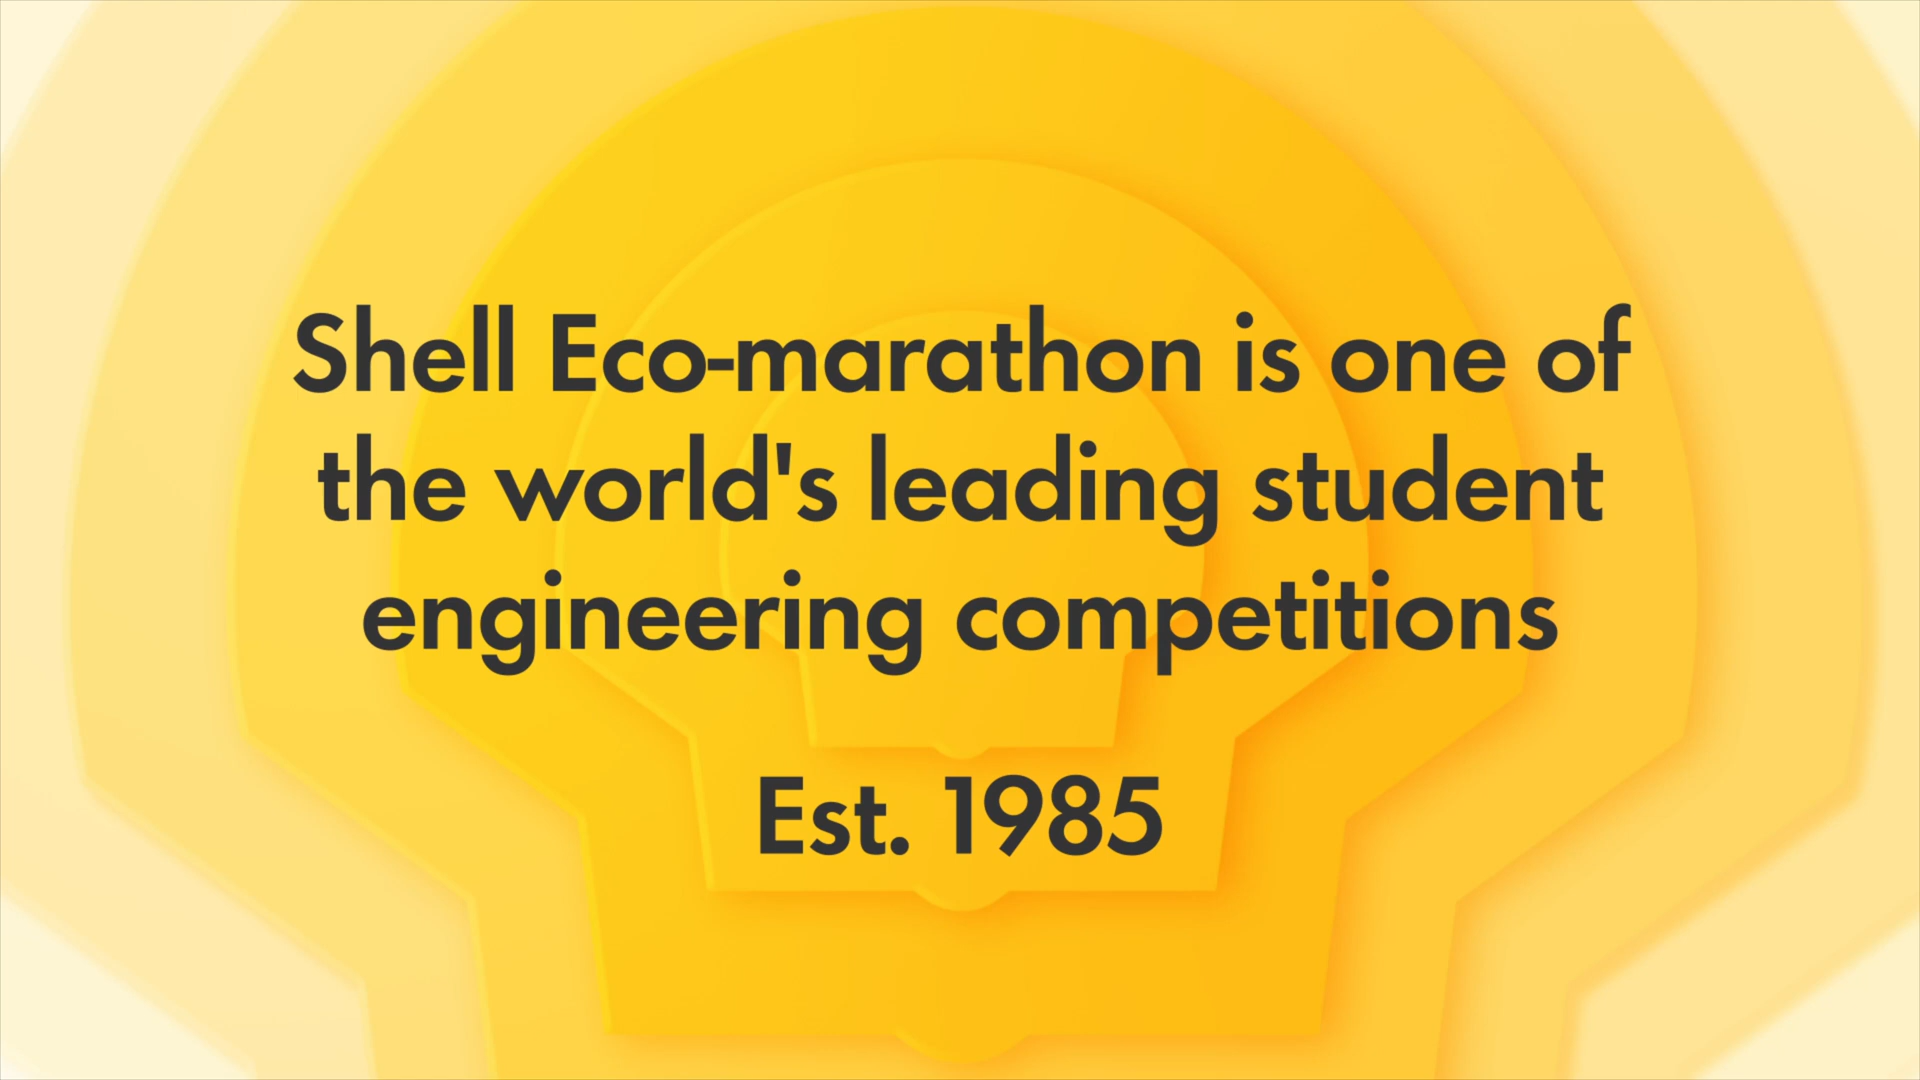 Shell Eco-marathon is one of
the world's leading student
engineering competitions
Est. 1985